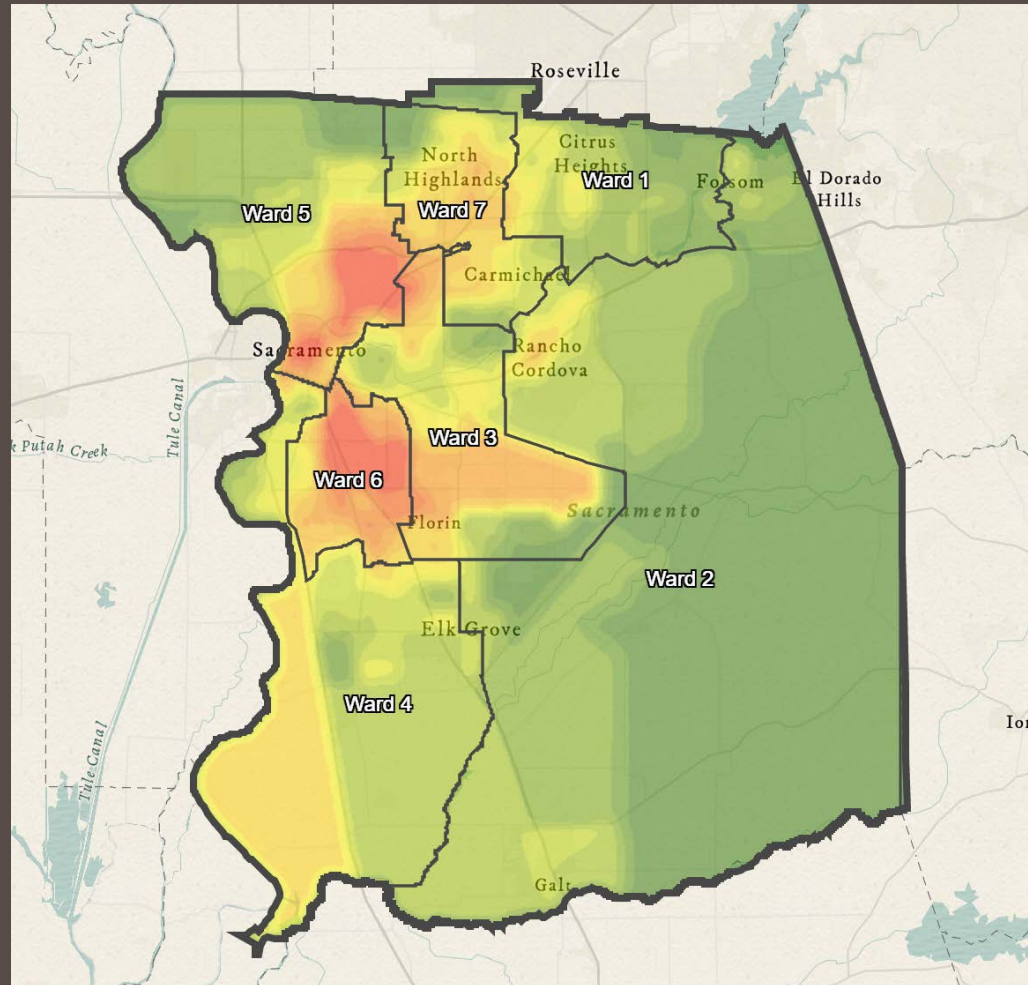 Roseville
North
Highlands
Citrus
Heights
Ward 1
Folsom
El Dorado
Hills
Ward 5
Ward 7
Carmichael
Sacramento
Rancho
Cordova
Tule Canal
Putah Creek
Ward 3
Ward 6
Florin
Sacramento
Ward 2
Elk Grove
Ward 4
Tule Canal
Galt